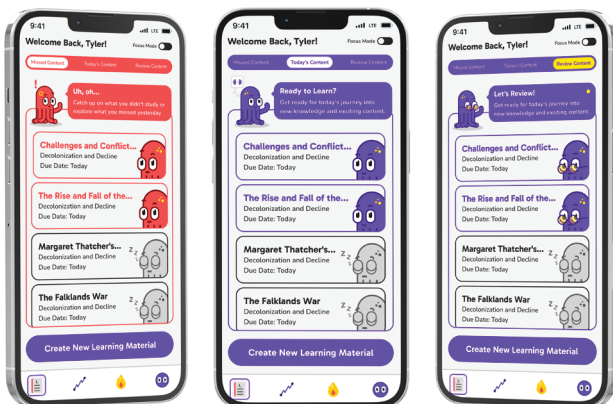 9:41
LTE
Welcome Back, Tyler!
Focus Mode
Missed Content
Today's Content
Review Content
Uh, oh...
Catch up on what you didn't study or
explore what you missed yesterday
Challenges and Conflict...
Decolonization and Decline
Due Date: Today
The Rise and Fall of the...
Decolonization and Decline
Due Date: Today
Margaret Thatcher's...
Decolonization and Decline
Due Date: Today
Z Z Z
The Falklands War
Decolonization and Decline
Due Date: Today
Z Z Z
Create New Learning Material
9:41
LTE
Welcome Back, Tyler!
Focus Mode
Missed Content
Today's Content
Review Content
Ready to Learn?
Get ready for today's journey into
new knowledge and exciting content.
Challenges and Conflict...
Decolonization and Decline
Due Date: Today
The Rise and Fall of the...
Decolonization and Decline
Due Date: Today
Margaret Thatcher's...
Decolonization and Decline
Due Date: Today
Z Z Z
The Falklands War
Decolonization and Decline
Due Date: Today
Z Z Z
Create New Learning Material
9:41
LTE
Welcome Back, Tyler!
Focus Mode
Missed Content
Today's Content
Review Content
Let's Review!
Get ready for today's journey into
new knowledge and exciting content.
Challenges and Conflict...
Decolonization and Decline
Due Date: Today
The Rise and Fall of the...
Decolonization and Decline
Due Date: Today
Margaret Thatcher's...
Decolonization and Decline
Due Date: Today
Z Z Z
The Falklands War
Decolonization and Decline
Due Date: Today
Z Z Z
Create New Learning Material